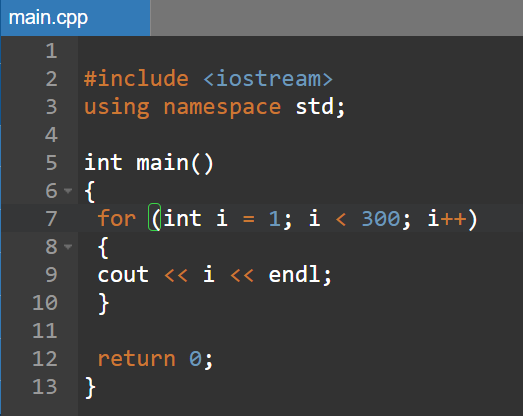 main.cpp
1
2 #include <iostream>
3 using namespace std;
4
5 int main()
6 {
7 for (int i = 1; i < 300; i++)
8 {
9 cout << i << endl;
10 }
11
12 return 0;
13 }